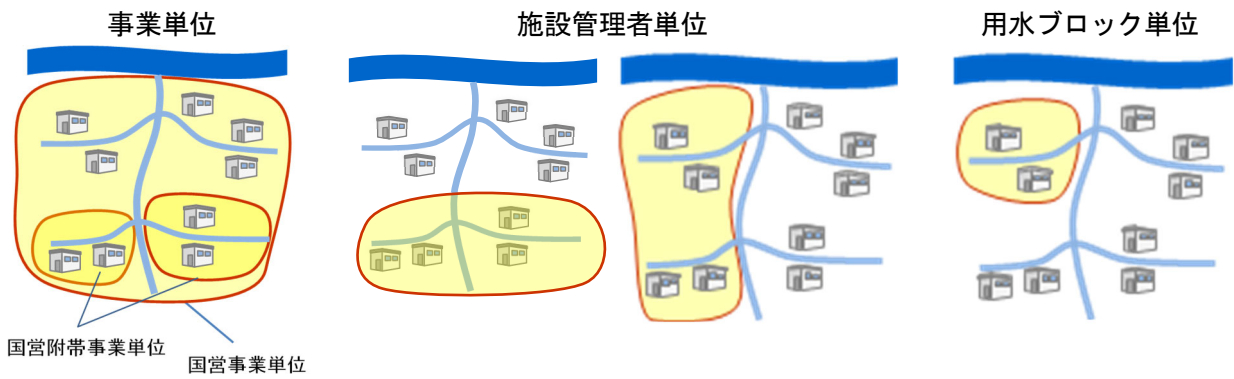 事業単位
施設管理者単位
用水ブロック単位
国営附帯事業単位
国営事業単位